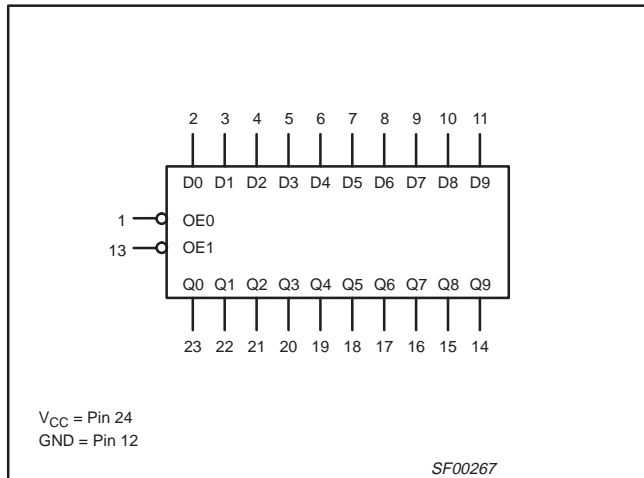 2 3 4 5 6 7 8 9 10 11
D0 D1 D2 D3 D4 D5 D6 D7 D8 D9
1 OE0
13 OE1
Q0 Q1 Q2 Q3 Q4 Q5 Q6 Q7 Q8 Q9
23 22 21 20 19 18 17 16 15 14
VCC = Pin 24
GND = Pin 12
SF00267